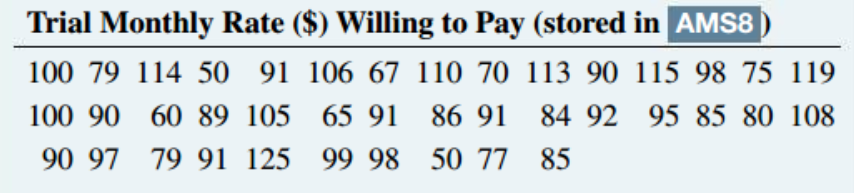 Trial Monthly Rate ($) Willing to Pay (stored in AMS8)
100 79 114 50 91 106 67 110 70 113 90 115 98 75 119
100 90 60 89 105 65 91 86 91 84 92 95 85 80 108
90 97 79 91 125 99 98 50 77 85